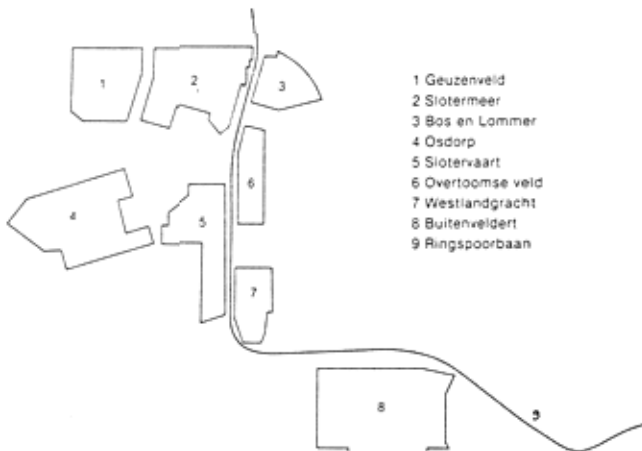 1 Geuzenveld
2 Slotermeer
3 Bos en Lommer
4 Osdorp
5 Slotervaart
6 Overtoomse veld
7 Westlandgracht
8 Buitenveldert
9 Ringspoorbaan
1
2
3
4
5
6
7
8
9